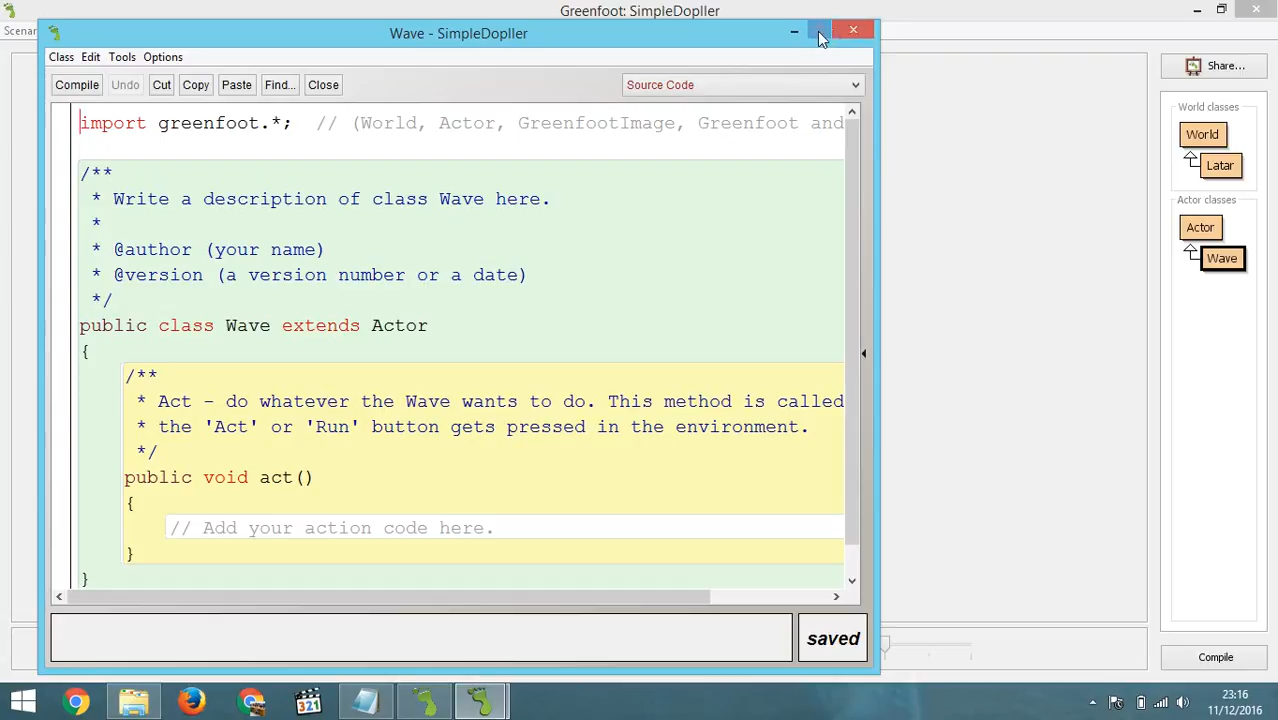 Greenfoot: SimpleDopller
Scenar
Wave - SimpleDopller
Class Edit Tools Options
Compile Undo Cut Copy Paste Find... Close
Source Code
Share...
import greenfoot.*;  // (World, Actor, GreenfootImage, Greenfoot and
/**
* Write a description of class Wave here.
*
* @author (your name)
* @version (a version number or a date)
*/
public class Wave extends Actor
{
/**
* Act - do whatever the Wave wants to do. This method is called
* the 'Act' or 'Run' button gets pressed in the environment.
*/
public void act()
{
// Add your action code here.
}
}
saved
World classes
World
Latar
Actor classes
Actor
Wave
Compile
321
23:16
11/12/2016